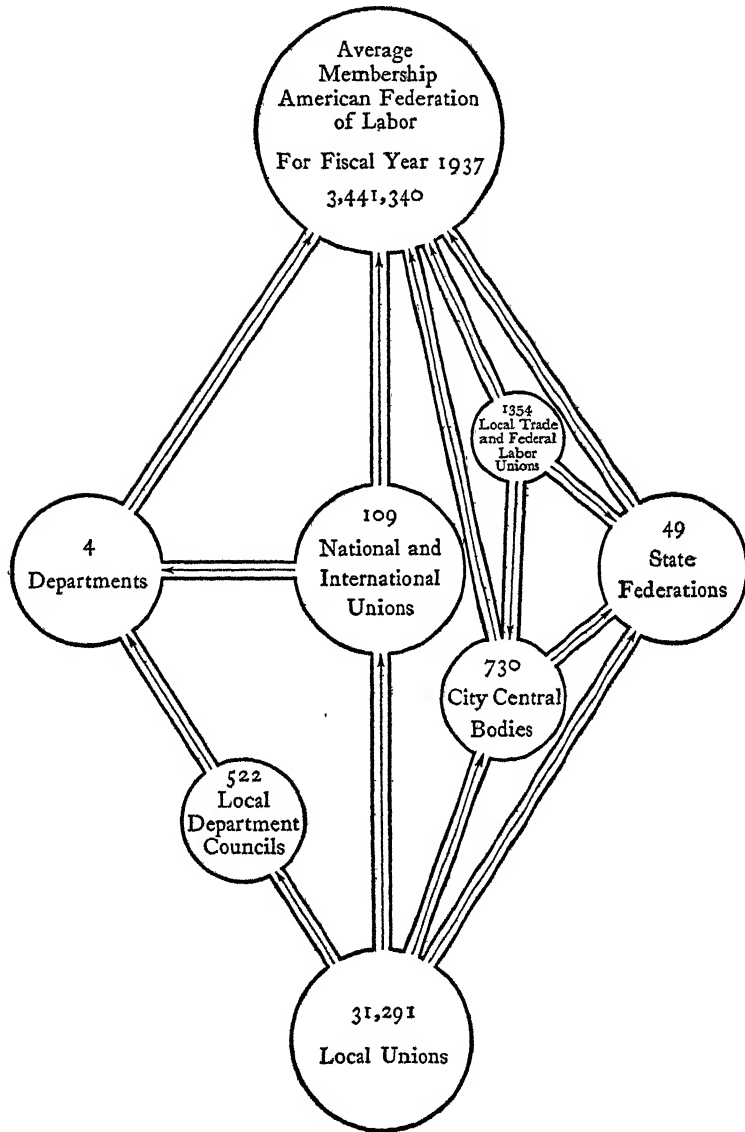 Average
Membership
American Federation
of Labor
For Fiscal Year 1937
3,441,340
1354
Local Trade
and Federal
Labor
Unions
4
Departments
109
National and
International
Unions
49
State
Federations
730
City Central
Bodies
522
Local
Department
Councils
31,291
Local Unions